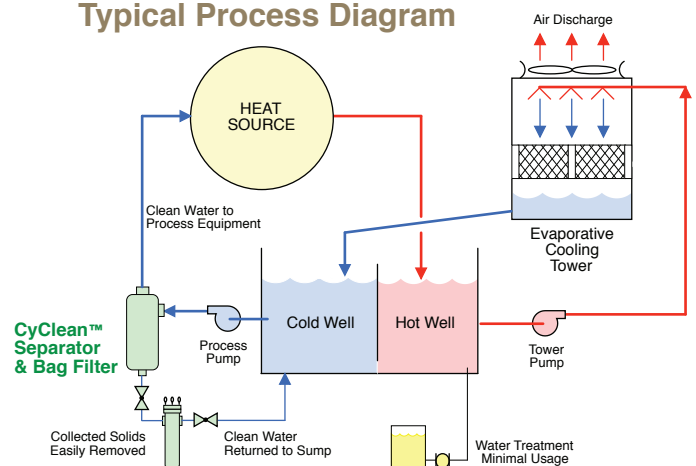 Typical Process Diagram
Air Discharge
HEAT
SOURCE
Clean Water to
Process Equipment
Evaporative
Cooling
Tower
CyClean™
Separator
& Bag Filter
Process
Pump
Cold Well
Hot Well
Tower
Pump
Collected Solids
Easily Removed
Clean Water
Returned to Sump
Water Treatment
Minimal Usage